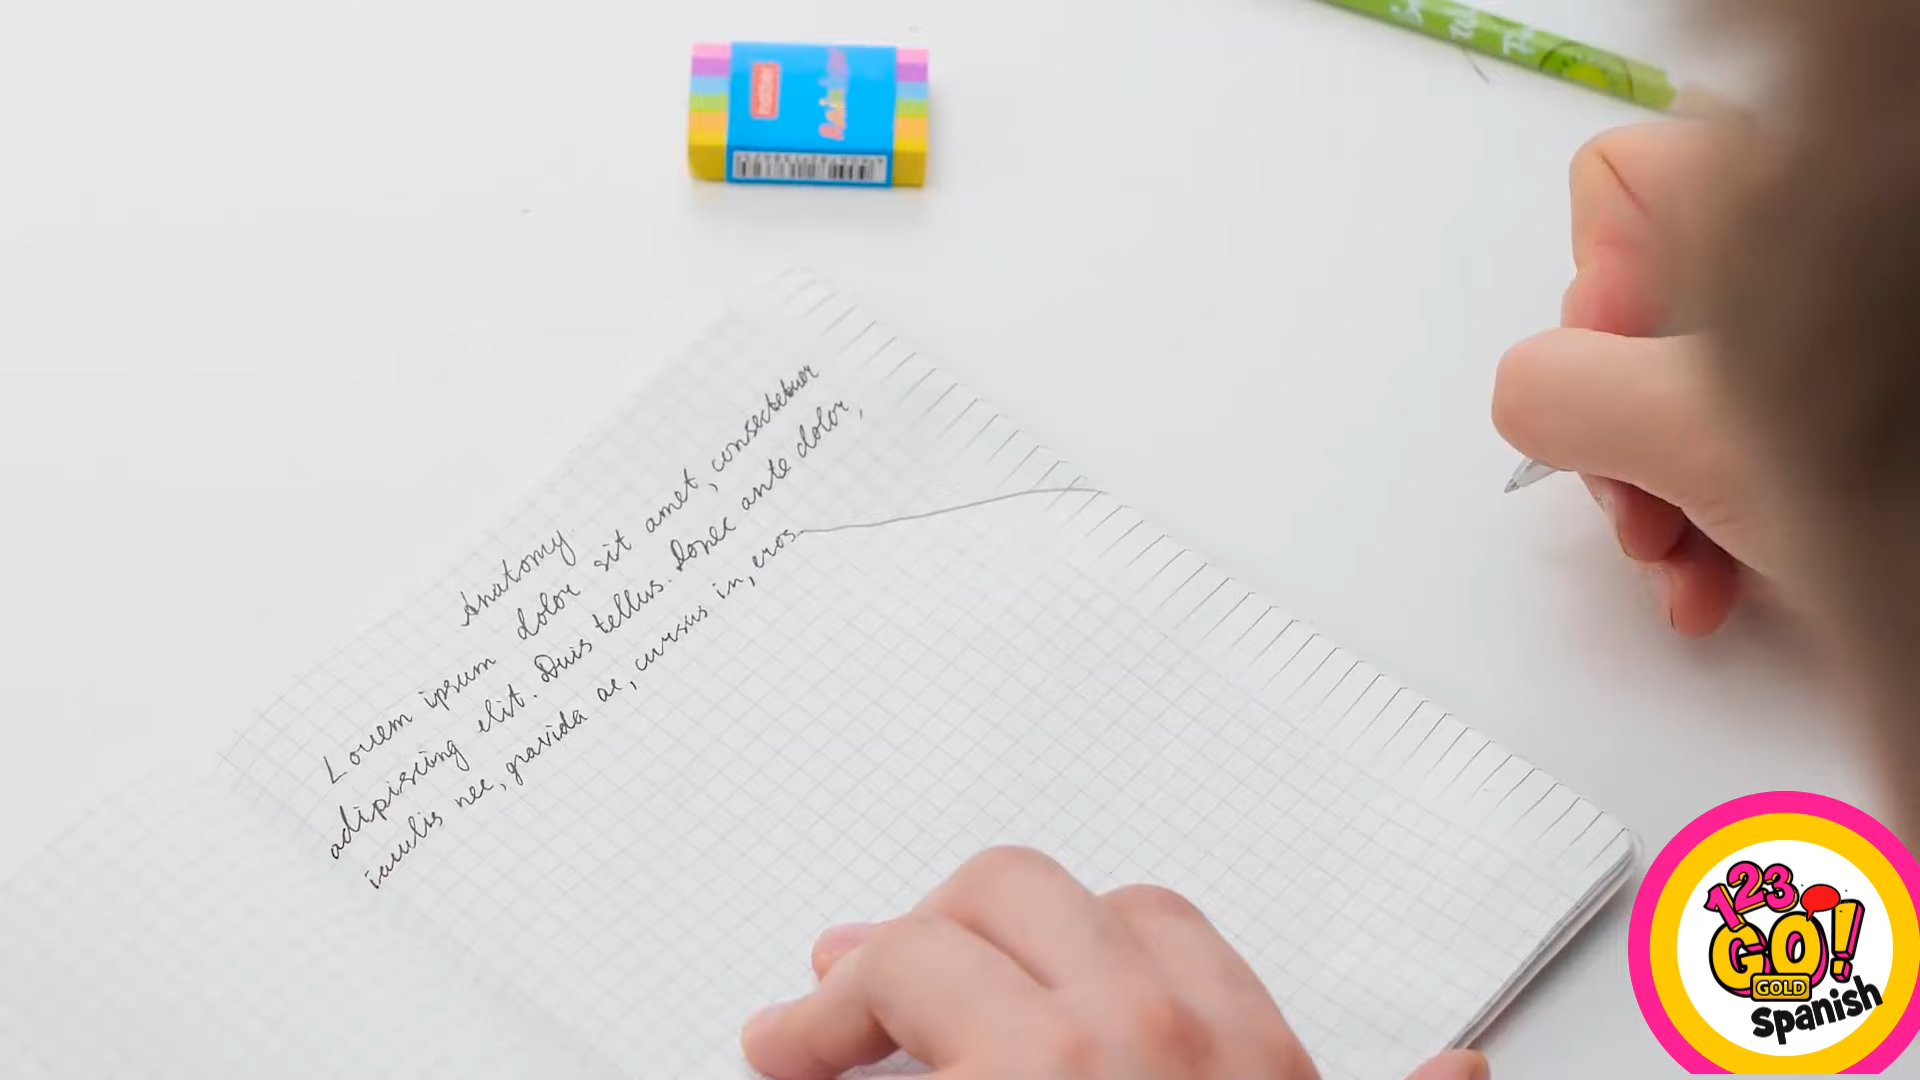 Rainbow
Anatomy.
Lorem ipsum dolor sit amet, consectetuer
adipiscing elit. Duis tellus. Donec ante dolor,
iaculis nec, gravida ac, cursus in, eros
123
GO!
GOLD
Spanish